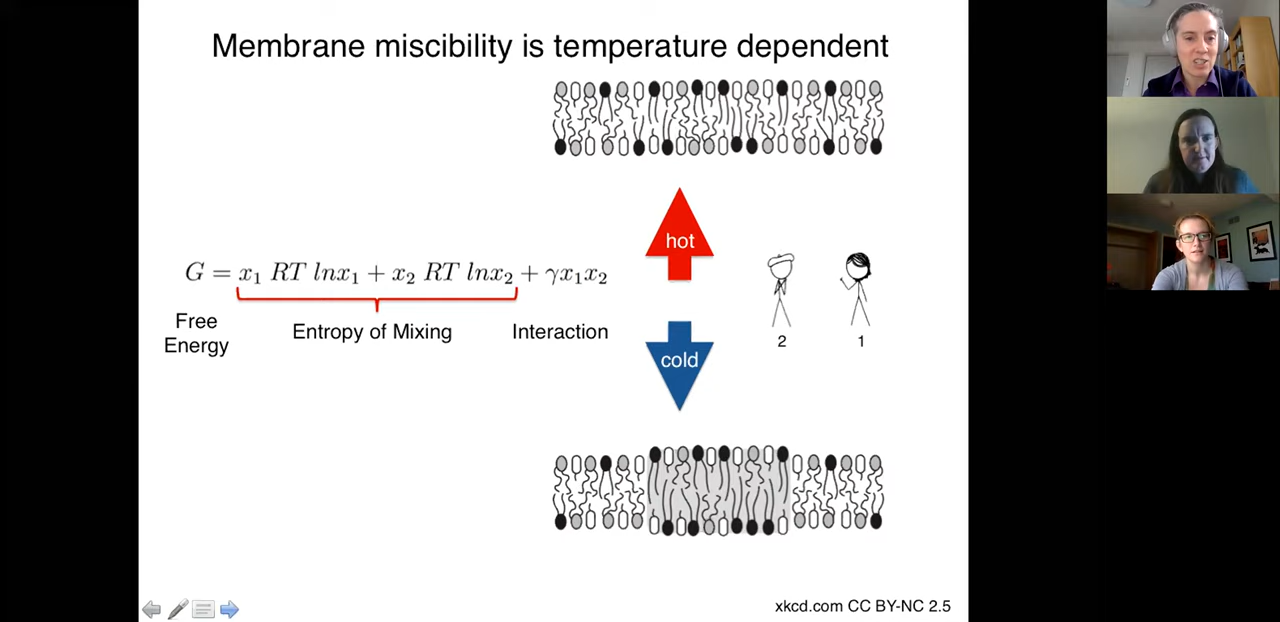 Membrane miscibility is temperature dependent
hot
G = x₁ RT lnx₁ + x₂ RT lnx₂ + γx₁x₂
Free
Energy
Entropy of Mixing
Interaction
2
1
cold
xkcd.com CC BY-NC 2.5